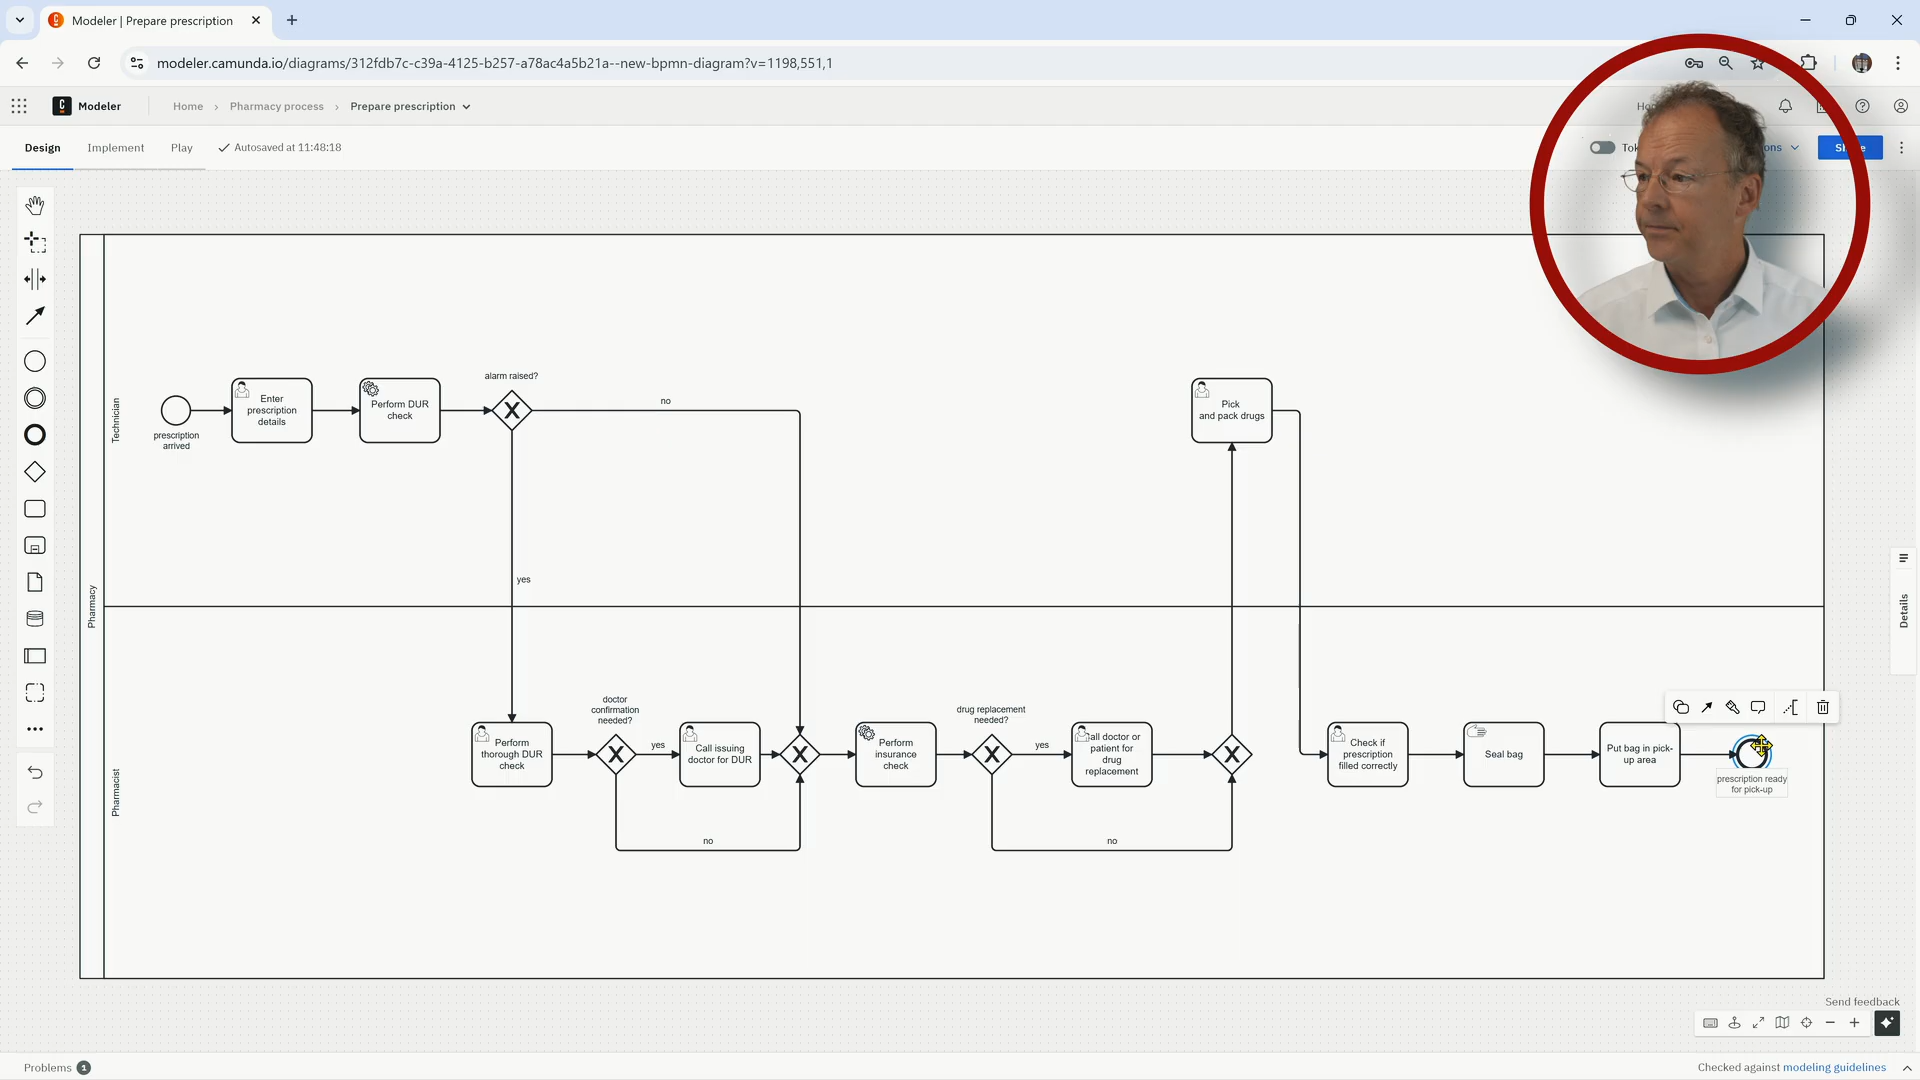 Modeler | Prepare prescription
modeler.camunda.io/diagrams/312fdb7c-c39a-4125-b257-a78ac4a5b21a--new-bpmn-diagram?v=1198,551,1
Modeler
Home
Pharmacy process
Prepare prescription
Design
Implement
Play
Autosaved at 11:48:18
Share
Pharmacy
Technician
Pharmacist
prescription
arrived
Enter
prescription
details
Perform DUR
check
alarm raised?
no
yes
Pick
and pack drugs
Perform
thorough DUR
check
doctor
confirmation
needed?
yes
no
Call issuing
doctor for DUR
Perform
insurance
check
drug replacement
needed?
yes
no
all doctor or
patient for
drug
replacement
Check if
prescription
filled correctly
Seal bag
Put bag in pick-
up area
prescription ready
for pick-up
Details
Send feedback
Problems 1
Checked against modeling guidelines